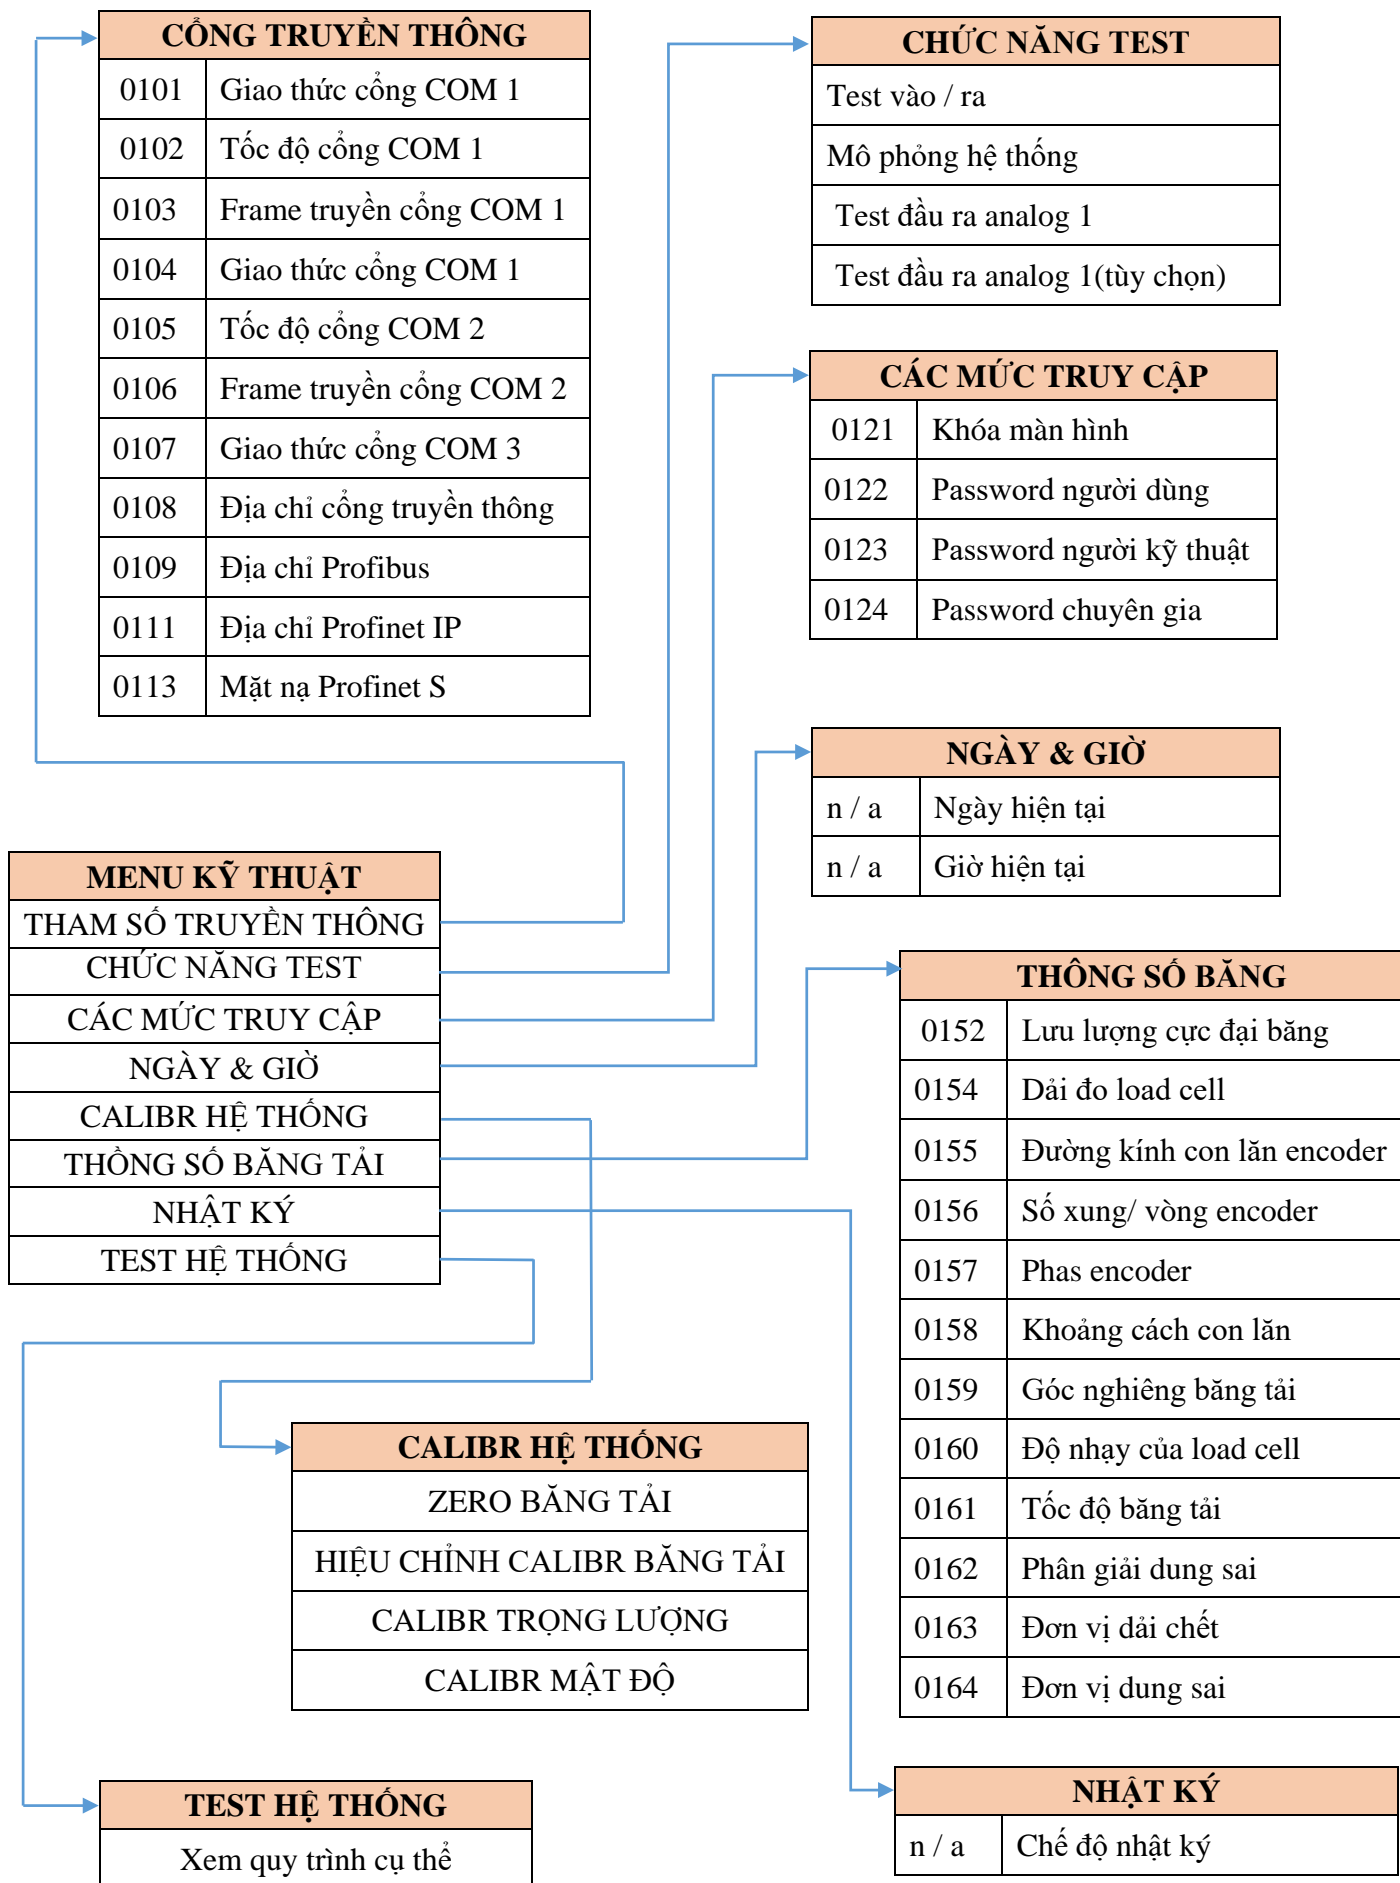 CỔNG TRUYỀN THÔNG
0101 Giao thức cổng COM 1
0102 Tốc độ cổng COM 1
0103 Frame truyền cổng COM 1
0104 Giao thức cổng COM 1
0105 Tốc độ cổng COM 2
0106 Frame truyền cổng COM 2
0107 Giao thức cổng COM 3
0108 Địa chỉ cổng truyền thông
0109 Địa chỉ Profibus
0111 Địa chỉ Profinet IP
0113 Mặt nạ Profinet S
CHỨC NĂNG TEST
Test vào / ra
Mô phỏng hệ thống
Test đầu ra analog 1
Test đầu ra analog 1(tùy chọn)
CÁC MỨC TRUY CẬP
0121 Khóa màn hình
0122 Password người dùng
0123 Password người kỹ thuật
0124 Password chuyên gia
NGÀY & GIỜ
n / a Ngày hiện tại
n / a Giờ hiện tại
MENU KỸ THUẬT
THAM SỐ TRUYỀN THÔNG
CHỨC NĂNG TEST
CÁC MỨC TRUY CẬP
NGÀY & GIỜ
CALIBR HỆ THỐNG
THỒNG SỐ BĂNG TẢI
NHẬT KÝ
TEST HỆ THỐNG
THÔNG SỐ BĂNG
0152 Lưu lượng cực đại băng
0154 Dải đo load cell
0155 Đường kính con lăn encoder
0156 Số xung/ vòng encoder
0157 Phas encoder
0158 Khoảng cách con lăn
0159 Góc nghiêng băng tải
0160 Độ nhạy của load cell
0161 Tốc độ băng tải
0162 Phân giải dung sai
0163 Đơn vị dải chết
0164 Đơn vị dung sai
CALIBR HỆ THỐNG
ZERO BĂNG TẢI
HIỆU CHỈNH CALIBR BĂNG TẢI
CALIBR TRỌNG LƯỢNG
CALIBR MẬT ĐỘ
TEST HỆ THỐNG
Xem quy trình cụ thể
NHẬT KÝ
n / a Chế độ nhật ký